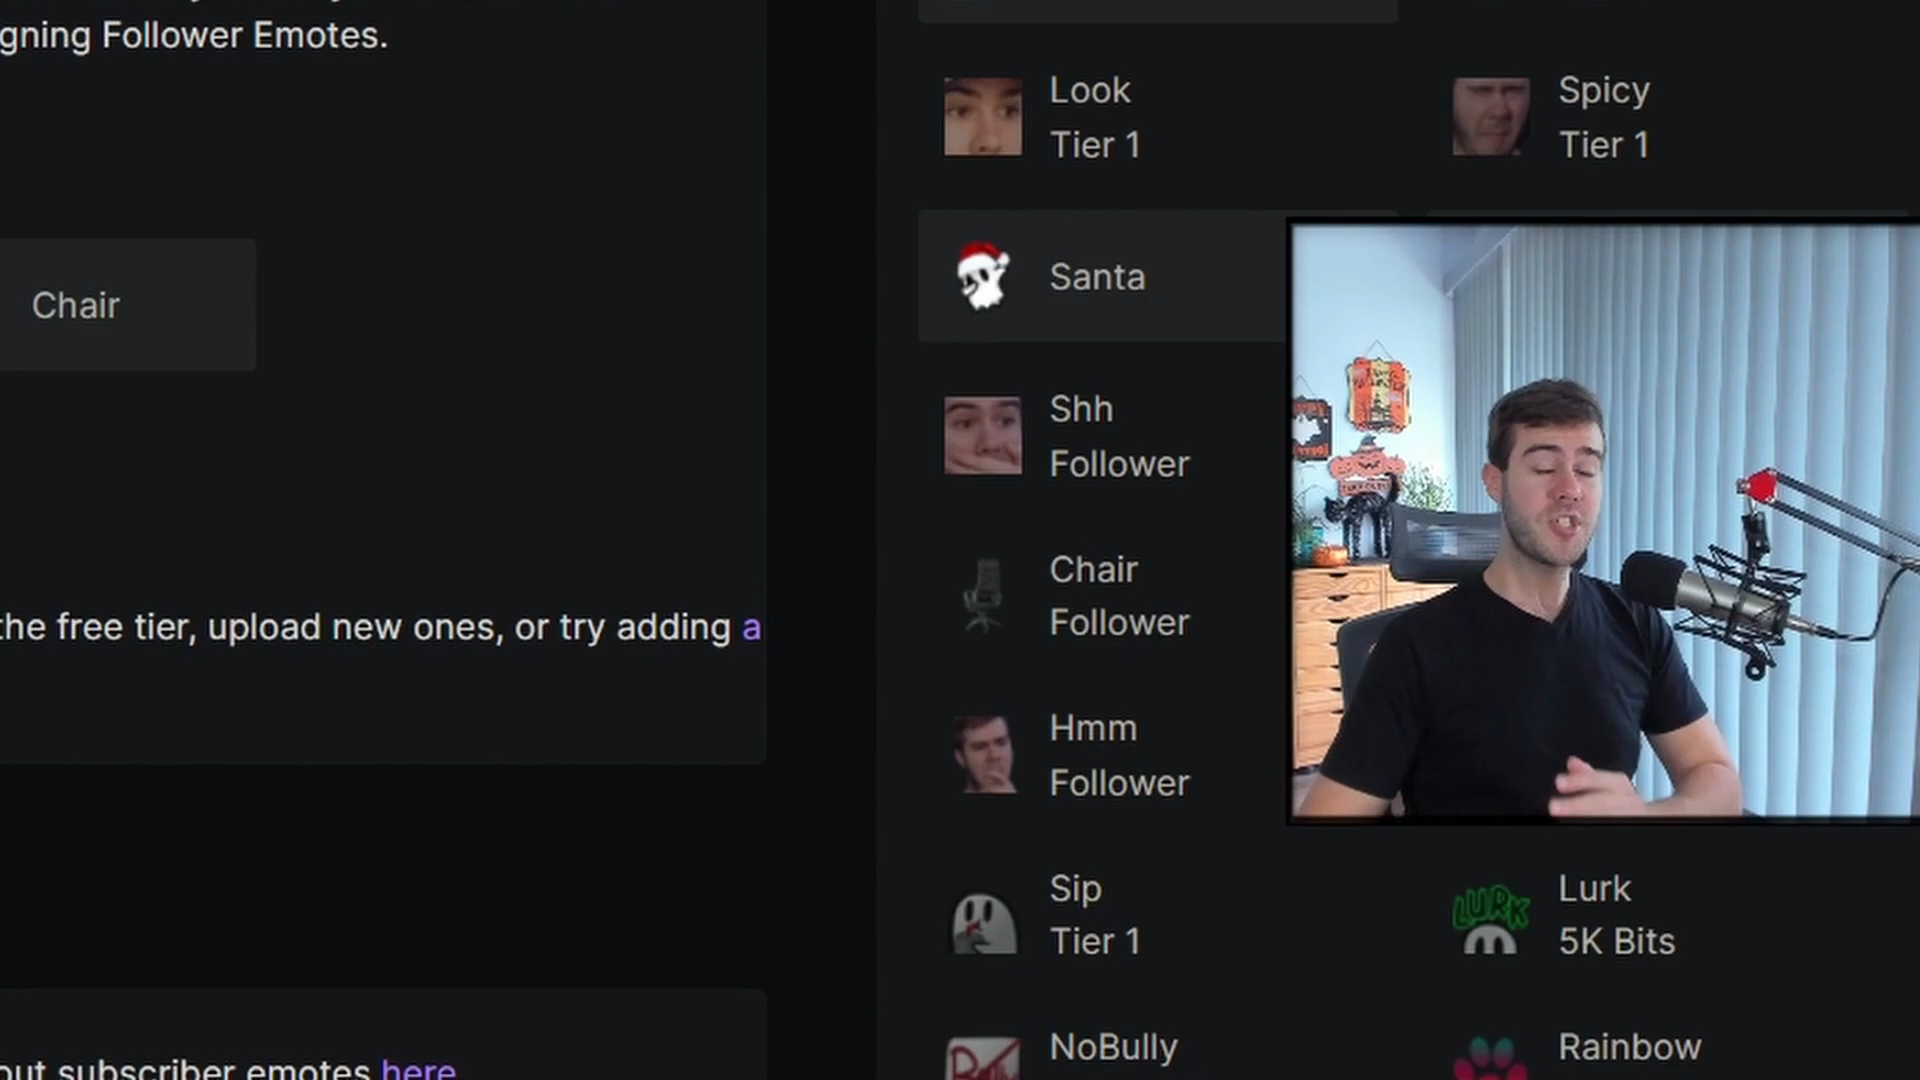 gning Follower Emotes.
Chair
the free tier, upload new ones, or try adding a
out subscriber emotes here
Look
Tier 1
Spicy
Tier 1
Santa
Shh
Follower
Chair
Follower
Hmm
Follower
Sip
Tier 1
LURK
Lurk
5K Bits
NoBully
Rainbow